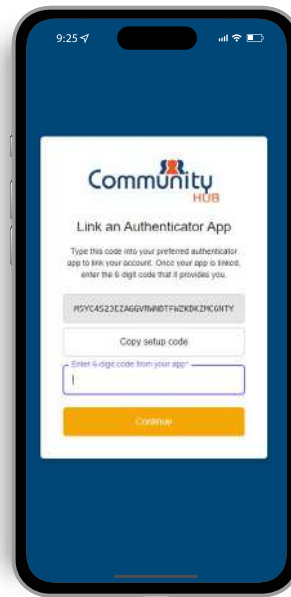 9:25
Community
HUB
Link an Authenticator App
Type this code into your preferred authenticator
app to link your account. Once your app is linked,
enter the 6-digit code that it provides you.
Copy setup code
Enter 6-digit code from your app*
Continue